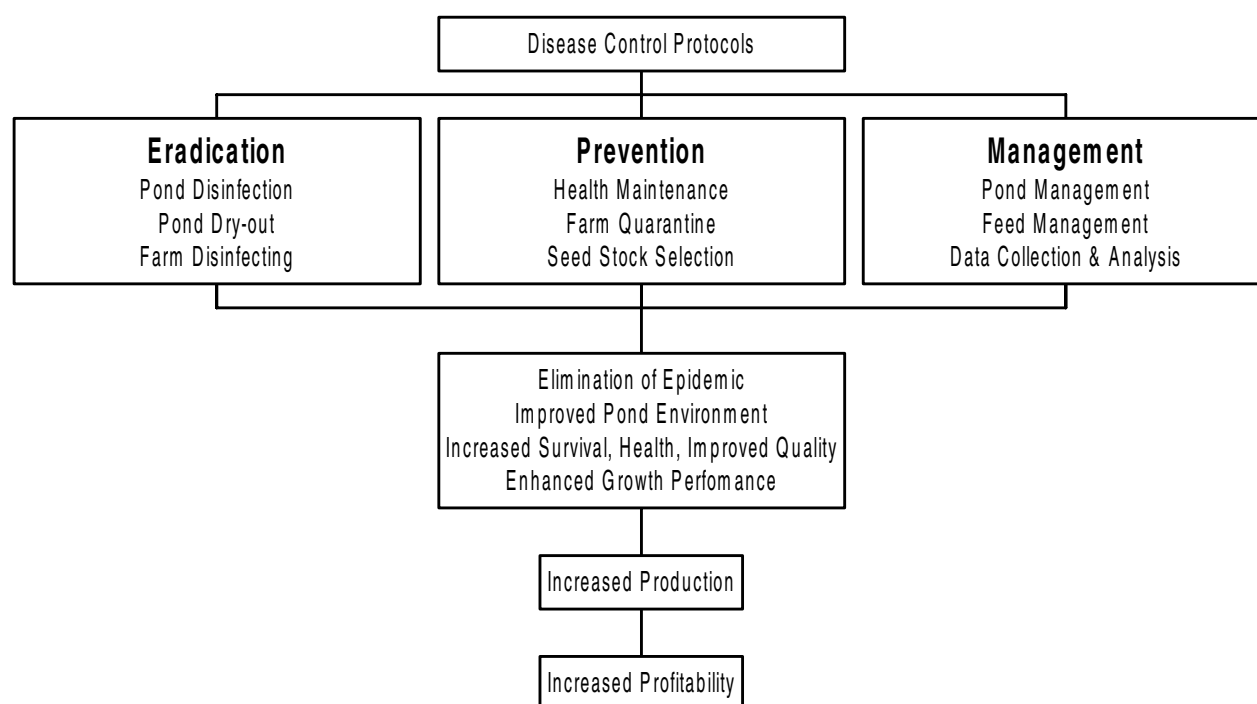 Disease Control Protocols
Eradication
Pond Disinfection
Pond Dry-out
Farm Disinfecting
Prevention
Health Maintenance
Farm Quarantine
Seed Stock Selection
Management
Pond Management
Feed Management
Data Collection & Analysis
Elimination of Epidemic
Improved Pond Environment
Increased Survival, Health, Improved Quality
Enhanced Growth Perfomance
Increased Production
Increased Profitability